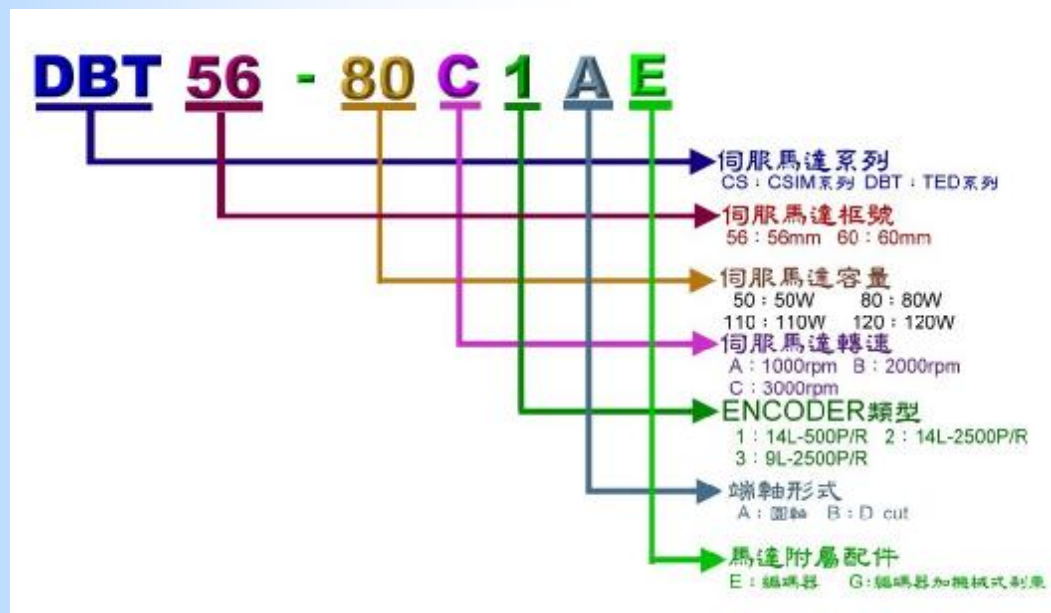 DBT 56 - 80 C 1 A E
伺服馬達系列
CS：CSIM系列 DBT：TED系列
伺服馬達框號
56：56mm 60：60mm
伺服馬達容量
50：50W 80：80W
110：110W 120：120W
伺服馬達轉速
A：1000rpm B：2000rpm
C：3000rpm
ENCODER類型
1：14L-500P/R 2：14L-2500P/R
3：9L-2500P/R
端軸形式
A：圓軸 B：D cut
馬達附屬配件
E：編碼器 G:編碼器加機械式剎車